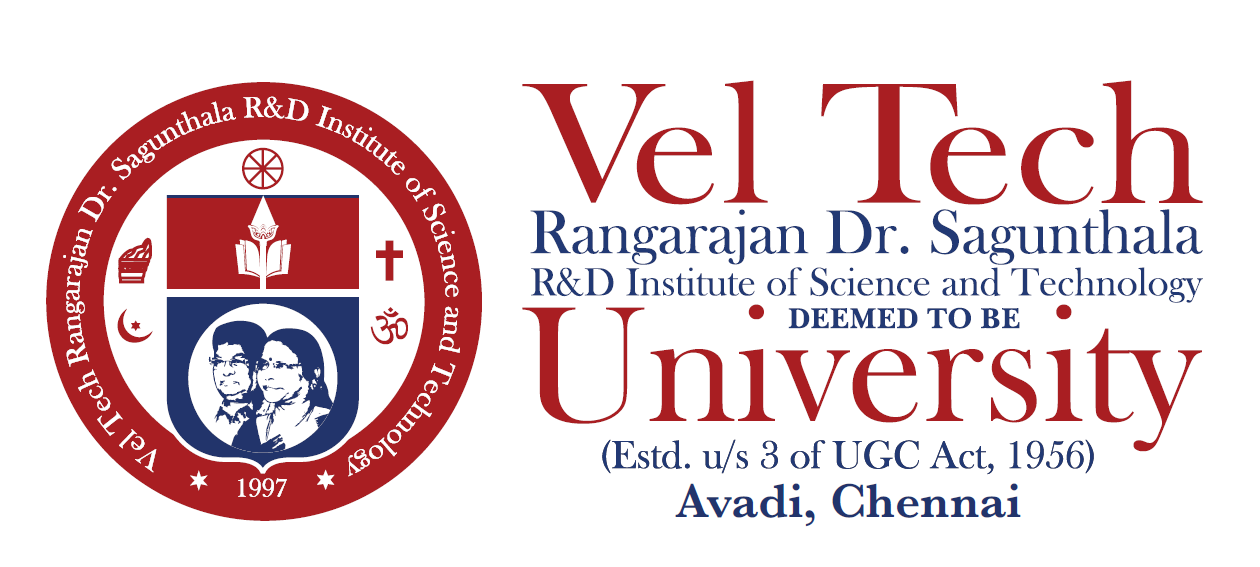 Vel Tech Rangarajan Dr. Sagunthala R&D Institute of Science and Technology
1997
Vel Tech
Rangarajan Dr. Sagunthala
R&D Institute of Science and Technology
DEEMED TO BE
University
(Estd. u/s 3 of UGC Act, 1956)
Avadi, Chennai